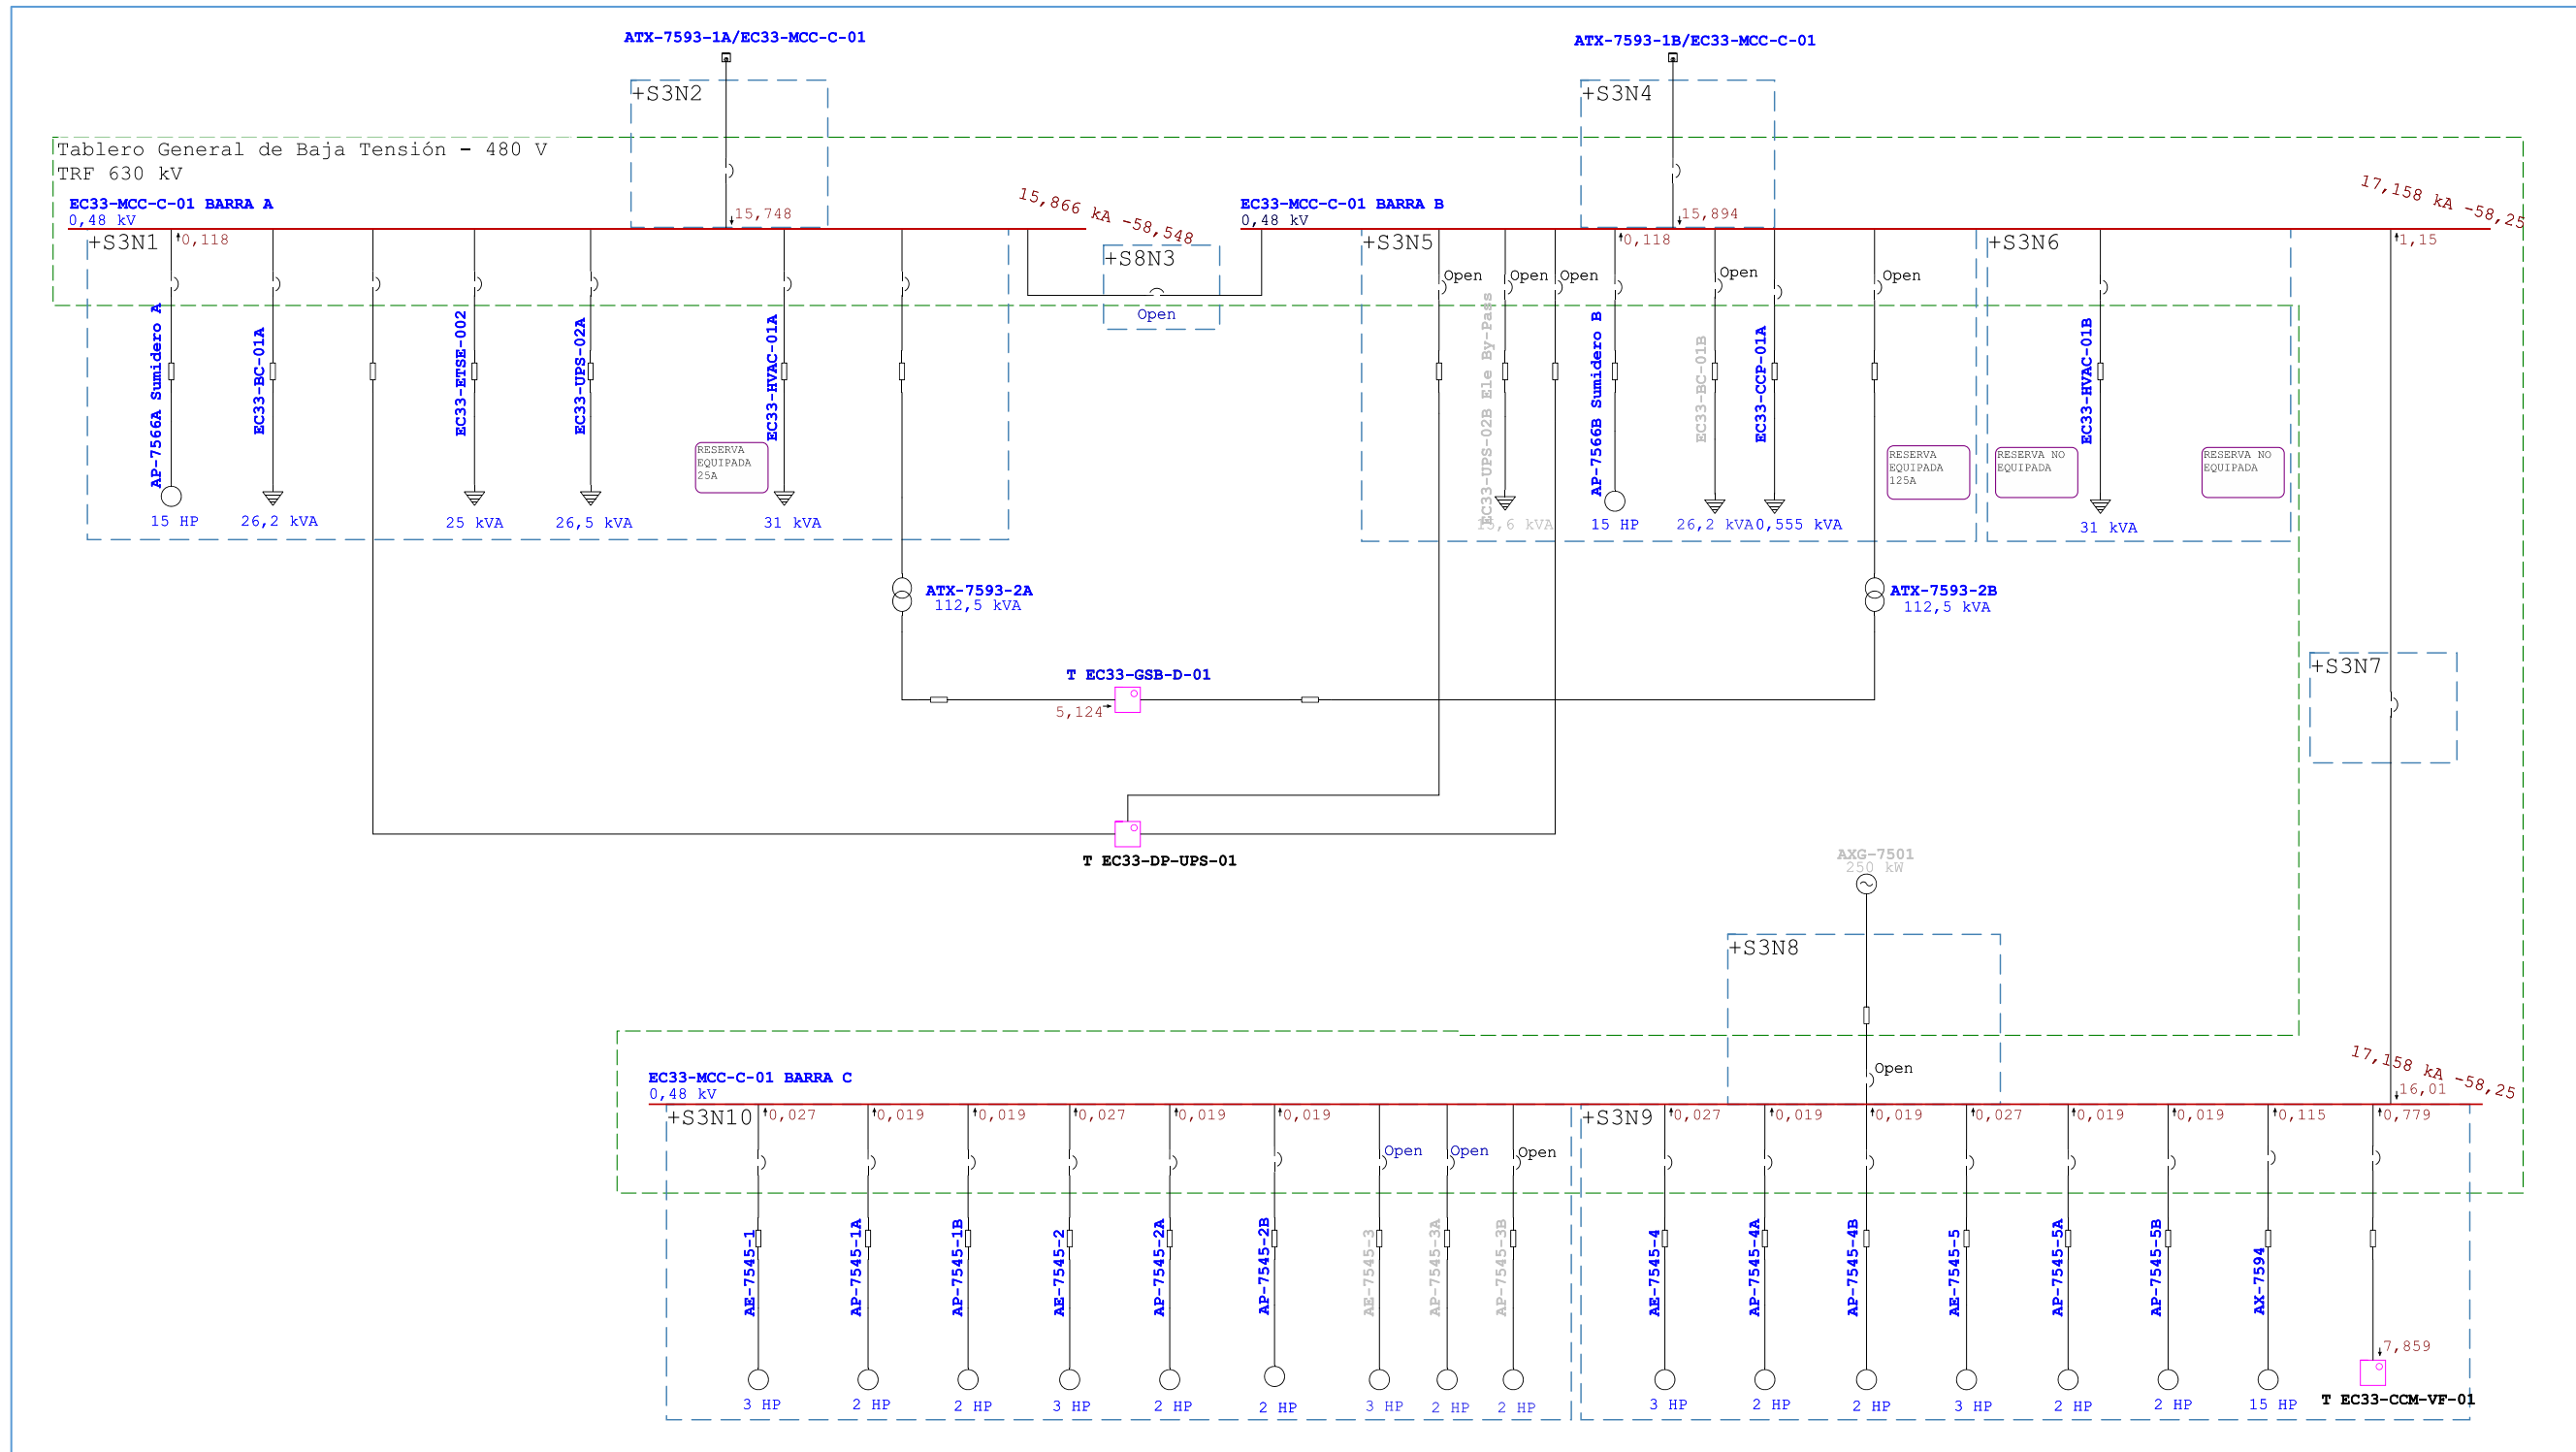 ATX-7593-1A/EC33-MCC-C-01
ATX-7593-1B/EC33-MCC-C-01
+S3N2
+S3N4
Tablero General de Baja Tensión - 480 V
TRF 630 kV
EC33-MCC-C-01 BARRA A
0,48 kV
15,748
15,866 kA -58,548
EC33-MCC-C-01 BARRA B
0,48 kV
15,894
17,158 kA -58,25
+S3N1
0,118
+S8N3
Open
+S3N5
0,118
+S3N6
1,15
Open
Open
Open
Open
Open
AP-7566A Sumidero A
EC33-BC-01A
EC33-ETSE-002
EC33-UPS-02A
EC33-HVAC-01A
EC33-UPS-02B Ele By-Pass
AP-7566B Sumidero B
EC33-BC-01B
EC33-CCP-01A
EC33-HVAC-01B
RESERVA
EQUIPADA
25A
RESERVA
EQUIPADA
125A
RESERVA NO
EQUIPADA
RESERVA NO
EQUIPADA
15 HP
26,2 kVA
25 kVA
26,5 kVA
31 kVA
15,6 kVA
15 HP
26,2 kVA
0,555 kVA
31 kVA
ATX-7593-2A
112,5 kVA
ATX-7593-2B
112,5 kVA
T EC33-GSB-D-01
5,124
+S3N7
T EC33-DP-UPS-01
AXG-7501
250 kW
+S3N8
Open
EC33-MCC-C-01 BARRA C
0,48 kV
17,158 kA -58,25
16,01
+S3N10
0,027
0,019
0,019
0,027
0,019
0,019
+S3N9
0,027
0,019
0,019
0,027
0,019
0,019
0,115
0,779
Open
Open
Open
AE-7545-1
AP-7545-1A
AP-7545-1B
AE-7545-2
AP-7545-2A
AP-7545-2B
AE-7545-3
AP-7545-3A
AP-7545-3B
AE-7545-4
AP-7545-4A
AP-7545-4B
AE-7545-5
AP-7545-5A
AP-7545-5B
AX-7594
7,859
3 HP
2 HP
2 HP
3 HP
2 HP
2 HP
3 HP
2 HP
2 HP
3 HP
2 HP
2 HP
3 HP
2 HP
2 HP
15 HP
T EC33-CCM-VF-01